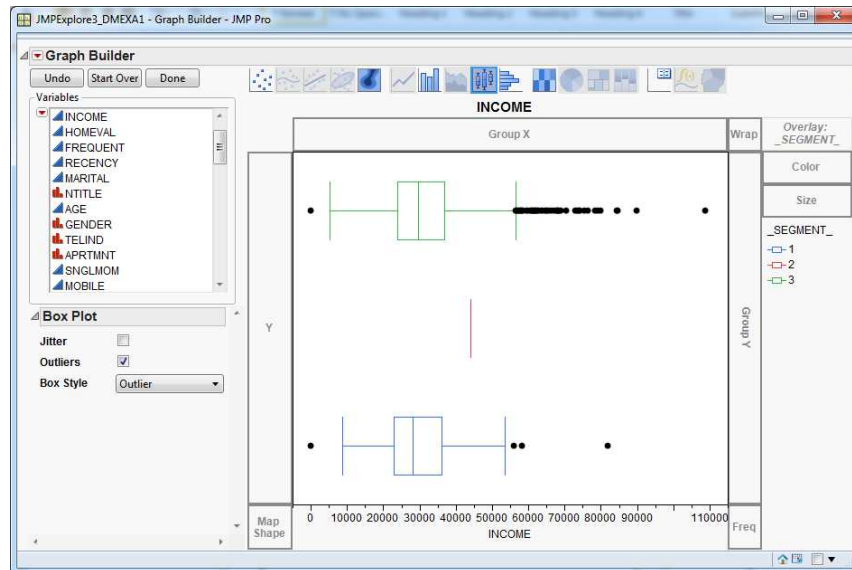 JMPExplore3_DMEXA1 - Graph Builder - JMP Pro
Graph Builder
Undo Start Over Done
Variables
INCOME
HOMEVAL
FREQUENT
RECENCY
MARITAL
NTITLE
AGE
GENDER
TELIND
APRTMNT
SNGLMOM
MOBILE
Box Plot
Jitter
Outliers
Box Style Outlier
INCOME
Group X
Wrap
Overlay:
_SEGMENT_
Color
Size
_SEGMENT_
1
2
3
Y
Group Y
Map
Shape
0 10000 20000 30000 40000 50000 60000 70000 80000 90000 110000
INCOME
Freq